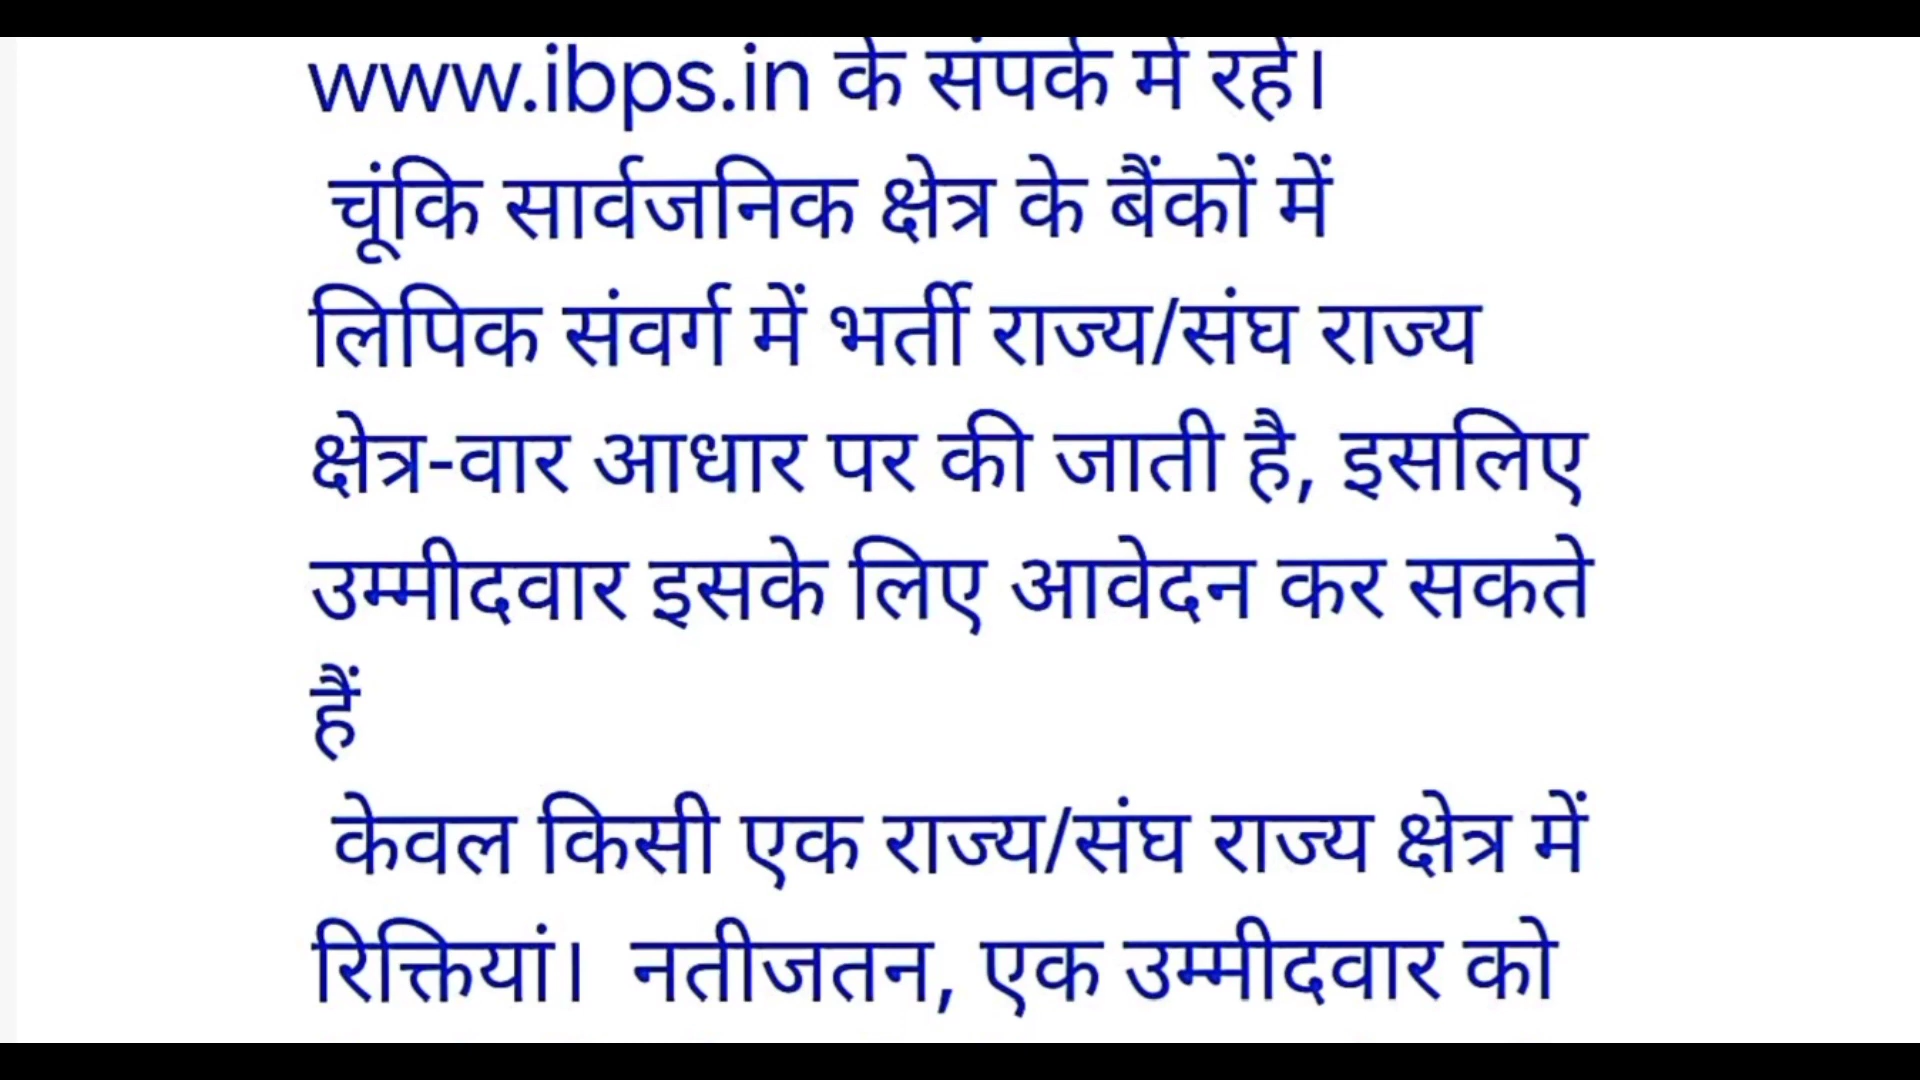 www.ibps.in के संपर्क में रहें।
चूंकि सार्वजनिक क्षेत्र के बैंकों में
लिपिक संवर्ग में भर्ती राज्य/संघ राज्य
क्षेत्र-वार आधार पर की जाती है, इसलिए
उम्मीदवार इसके लिए आवेदन कर सकते
हैं
केवल किसी एक राज्य/संघ राज्य क्षेत्र में
रिक्तियां। नतीजतन, एक उम्मीदवार को